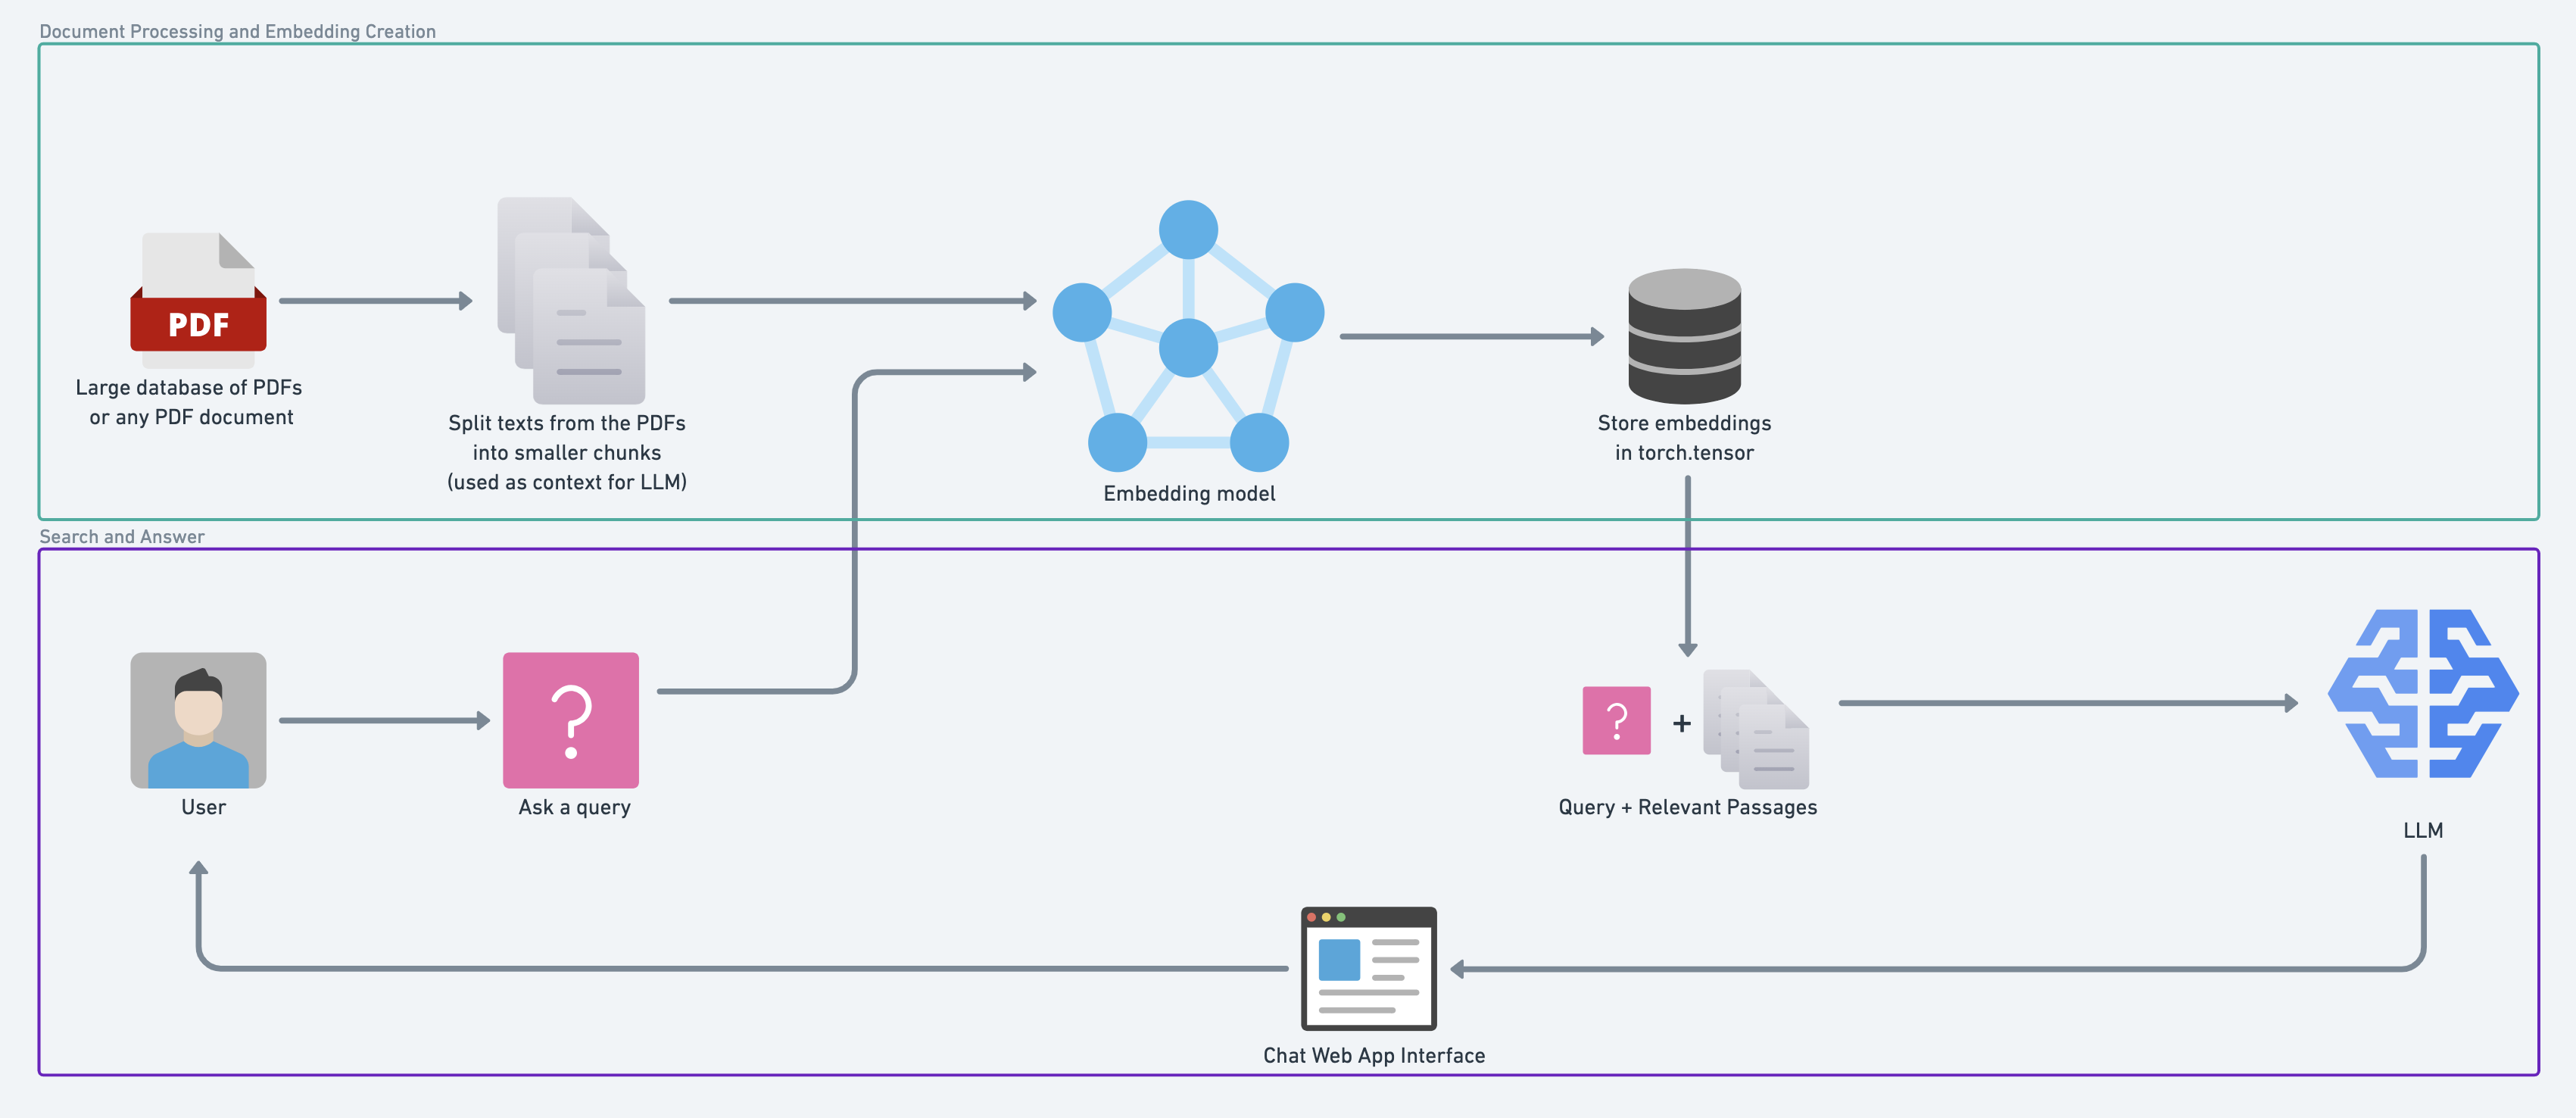 Document Processing and Embedding Creation
PDF
Large database of PDFs
or any PDF document
Split texts from the PDFs
into smaller chunks
(used as context for LLM)
Embedding model
Store embeddings
in torch.tensor
Search and Answer
?
User
Ask a query
?
+
Query + Relevant Passages
LLM
Chat Web App Interface